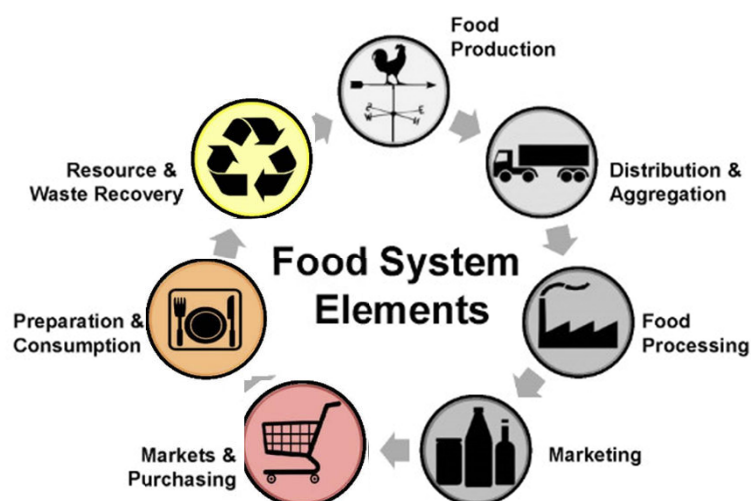 Food
Production
Distribution &
Aggregation
Food
Processing
Marketing
Markets &
Purchasing
Preparation &
Consumption
Resource &
Waste Recovery
Food System
Elements
S
E
W
N